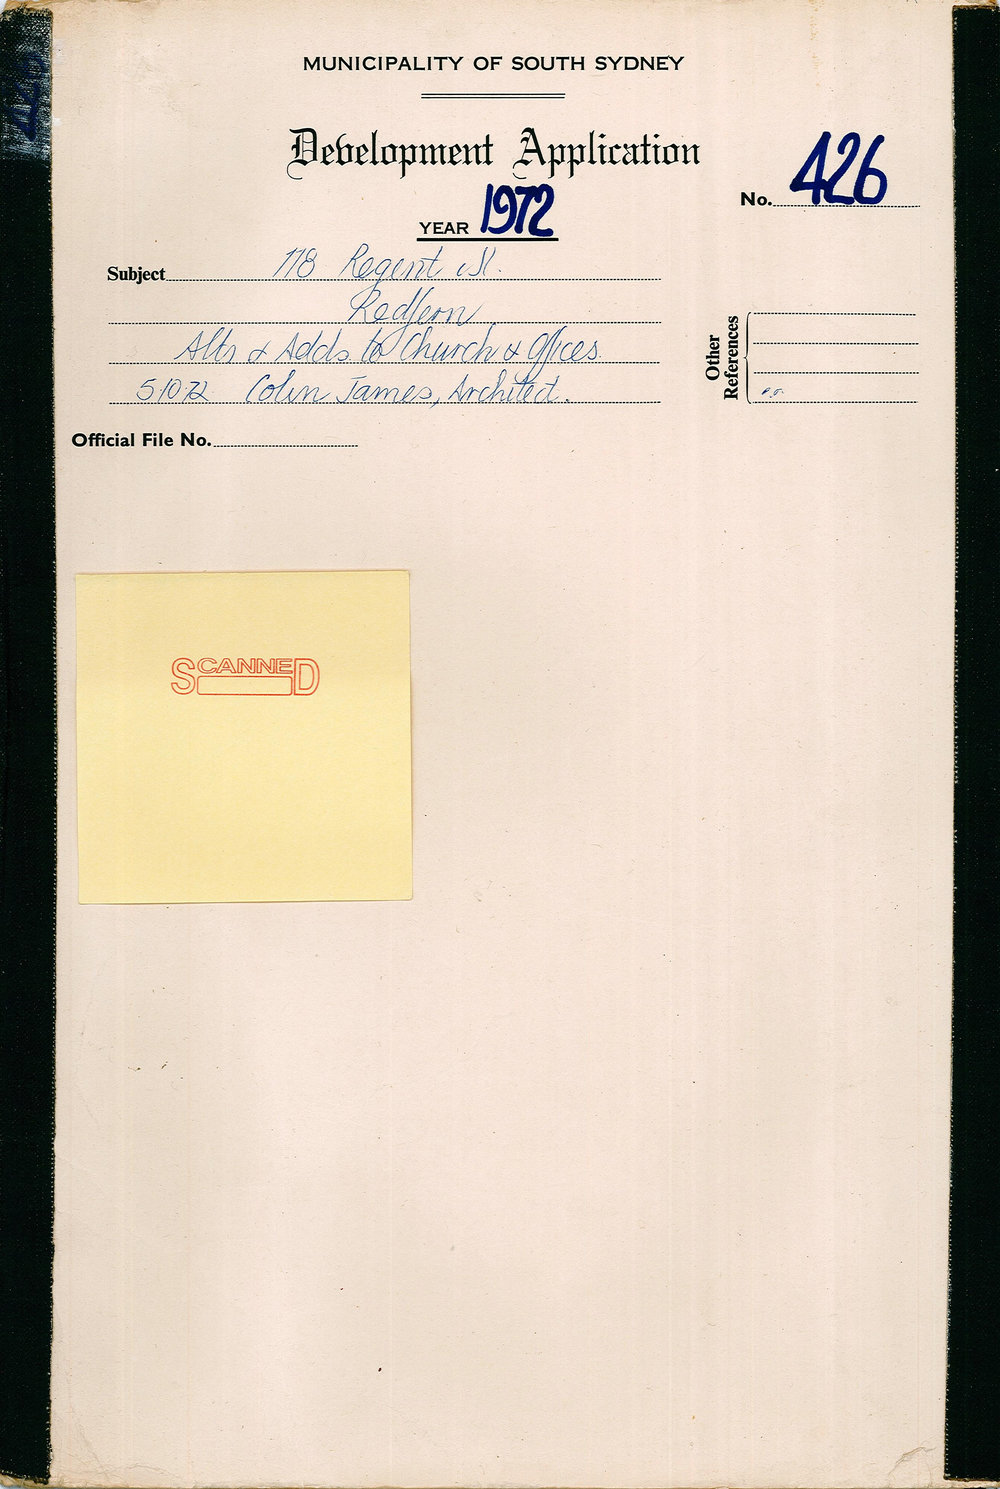 MUNICIPALITY OF SOUTH SYDNEY
Development Application
No. 426
YEAR 1972
Subject 118 Regent St.
Redfern
Alts & Adds to Church & Offices.
5.10.72 Colin James, Architect.
Other
References
Official File No.
SCANNED